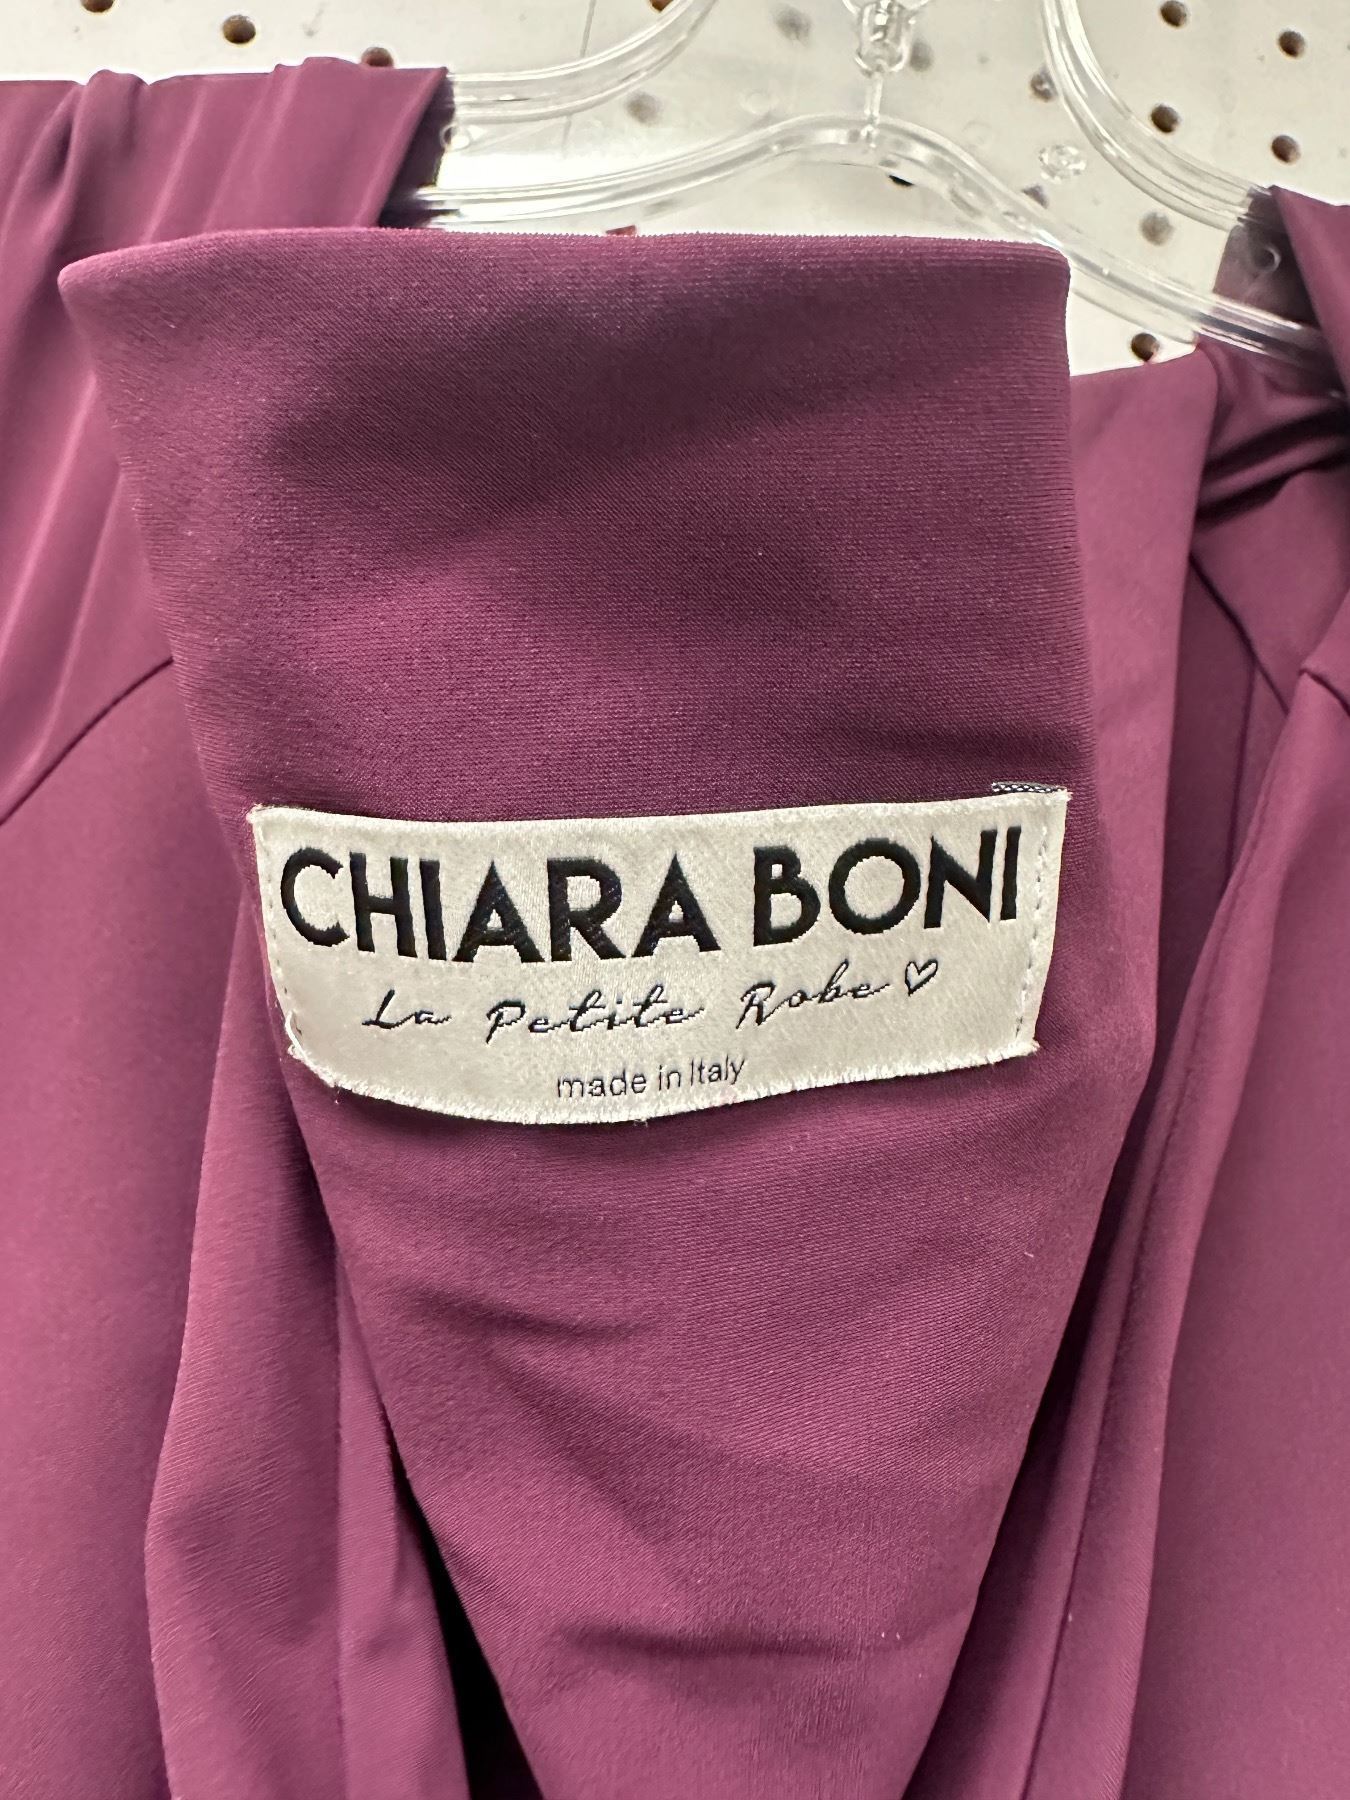 CHIARA BONI
La Petite Robe ♡
made in Italy